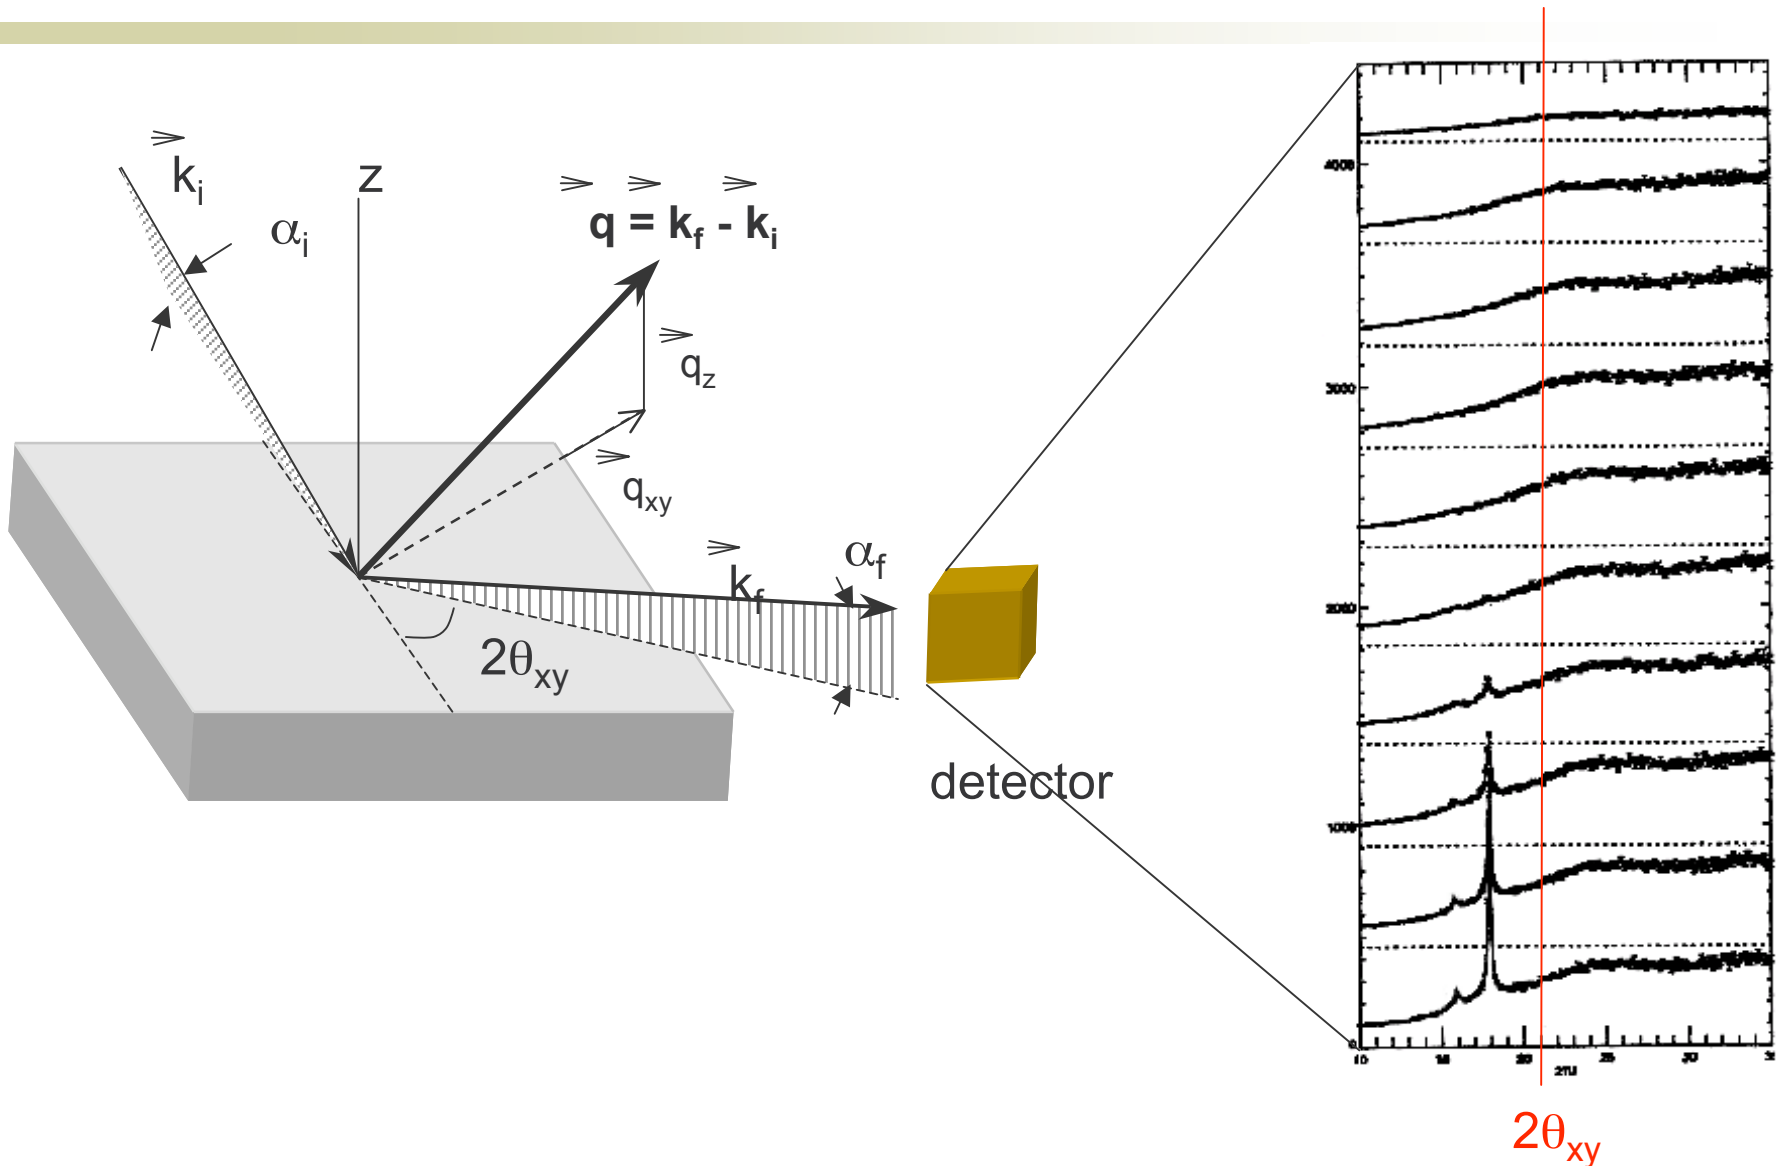 k_i
z
α_i
q = k_f - k_i
q_z
q_xy
k_f
α_f
2θ_xy
detector
4000
3000
2000
1000
0
10 15 20 25 30
2θ_xy